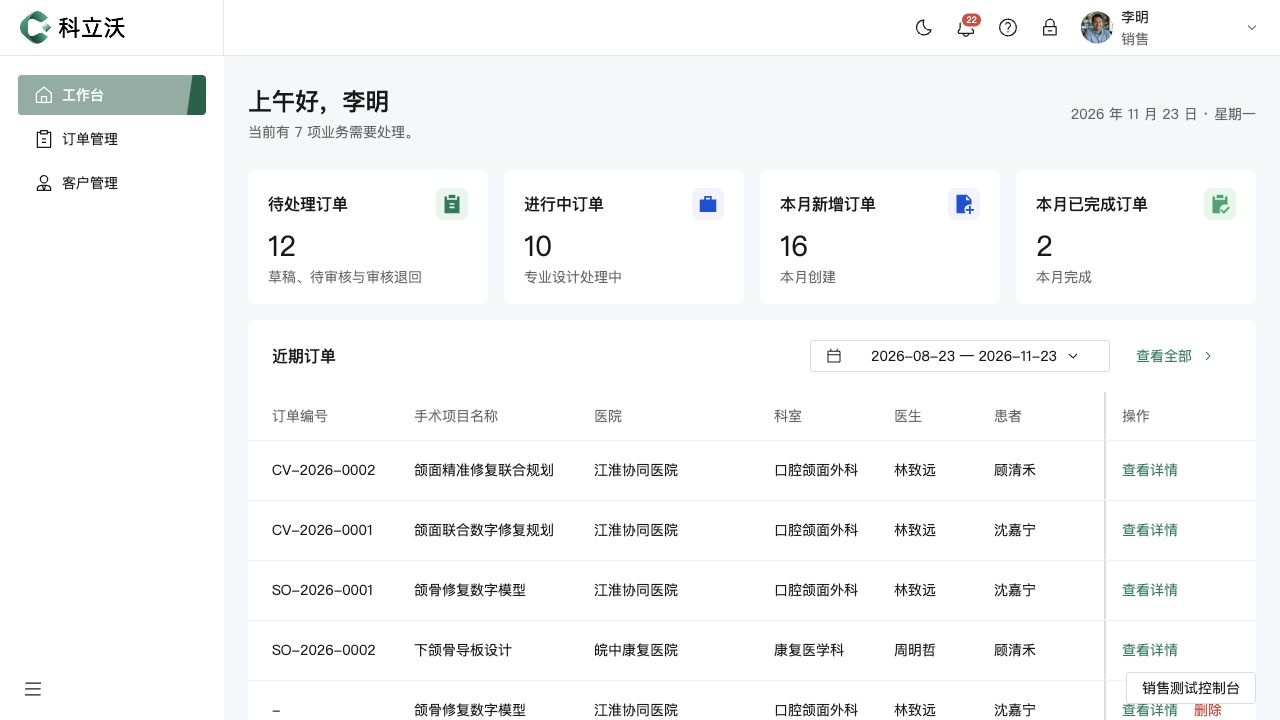 科立沃
22
李明
销售
工作台
订单管理
客户管理
上午好，李明
当前有 7 项业务需要处理。
2026 年 11 月 23 日 · 星期一
待处理订单
12
草稿、待审核与审核退回
进行中订单
10
专业设计处理中
本月新增订单
16
本月创建
本月已完成订单
2
本月完成
近期订单
2026-08-23 — 2026-11-23
查看全部
订单编号 手术项目名称 医院 科室 医生 患者 操作
CV-2026-0002 颌面精准修复联合规划 江淮协同医院 口腔颌面外科 林致远 顾清禾 查看详情
CV-2026-0001 颌面联合数字修复规划 江淮协同医院 口腔颌面外科 林致远 沈嘉宁 查看详情
SO-2026-0001 颌骨修复数字模型 江淮协同医院 口腔颌面外科 林致远 沈嘉宁 查看详情
SO-2026-0002 下颌骨导板设计 皖中康复医院 康复医学科 周明哲 顾清禾 查看详情
销售测试控制台
- 颌骨修复数字模型 江淮协同医院 口腔颌面外科 林致远 沈嘉宁 查看详情 删除